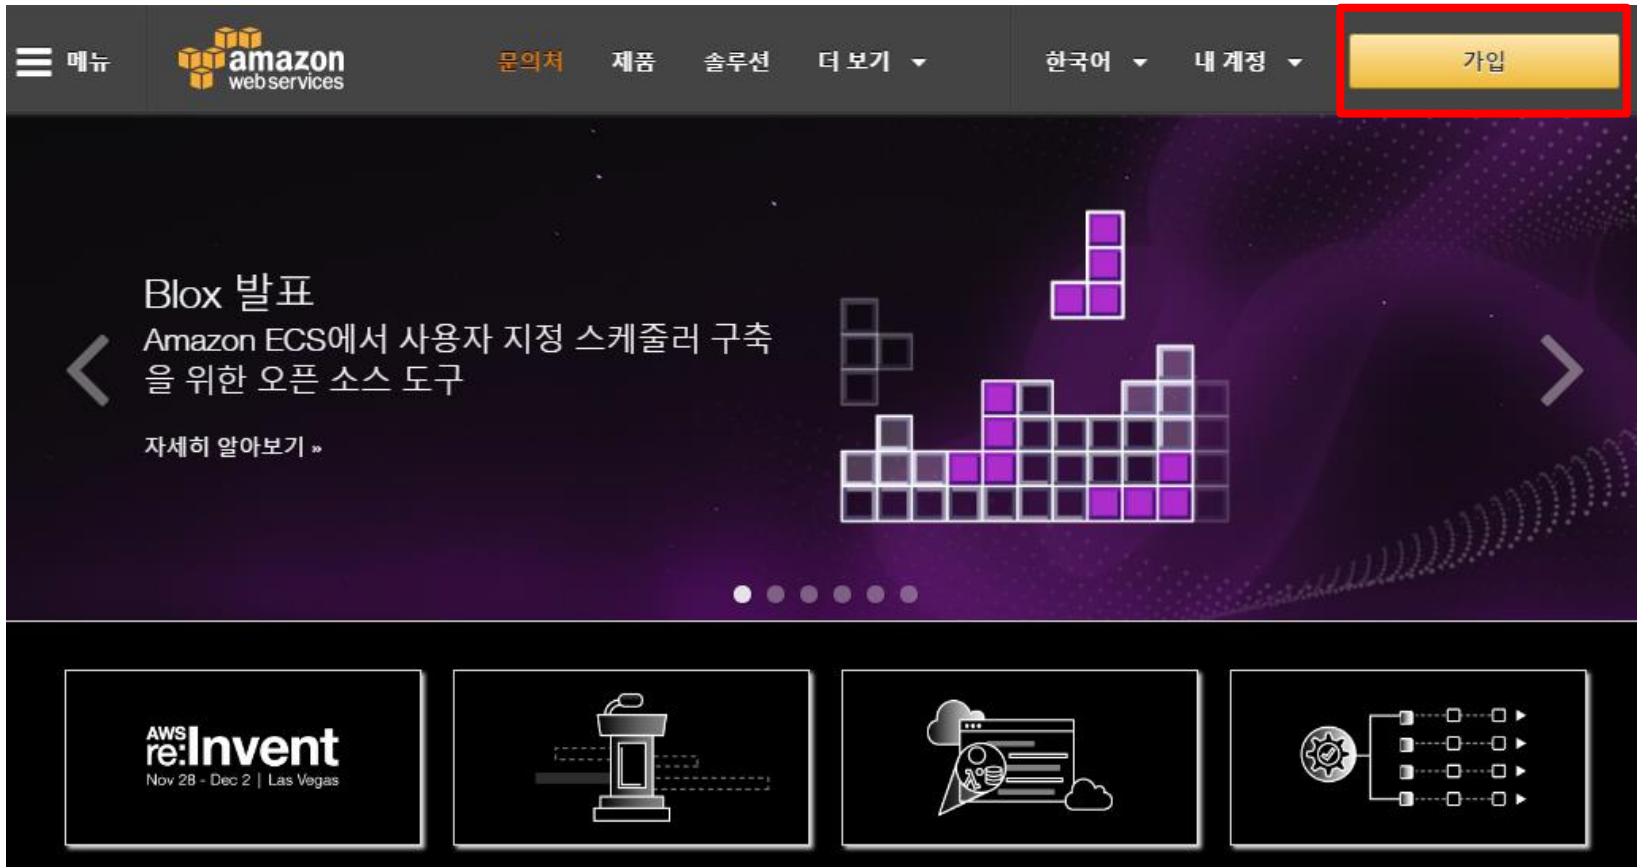 메뉴
amazon
web services
문의처
제품
솔루션
더 보기
한국어
내 계정
가입
Blox 발표
Amazon ECS에서 사용자 지정 스케줄러 구축
을 위한 오픈 소스 도구
자세히 알아보기 »
AWS
re:Invent
Nov 28 - Dec 2 | Las Vegas
λ